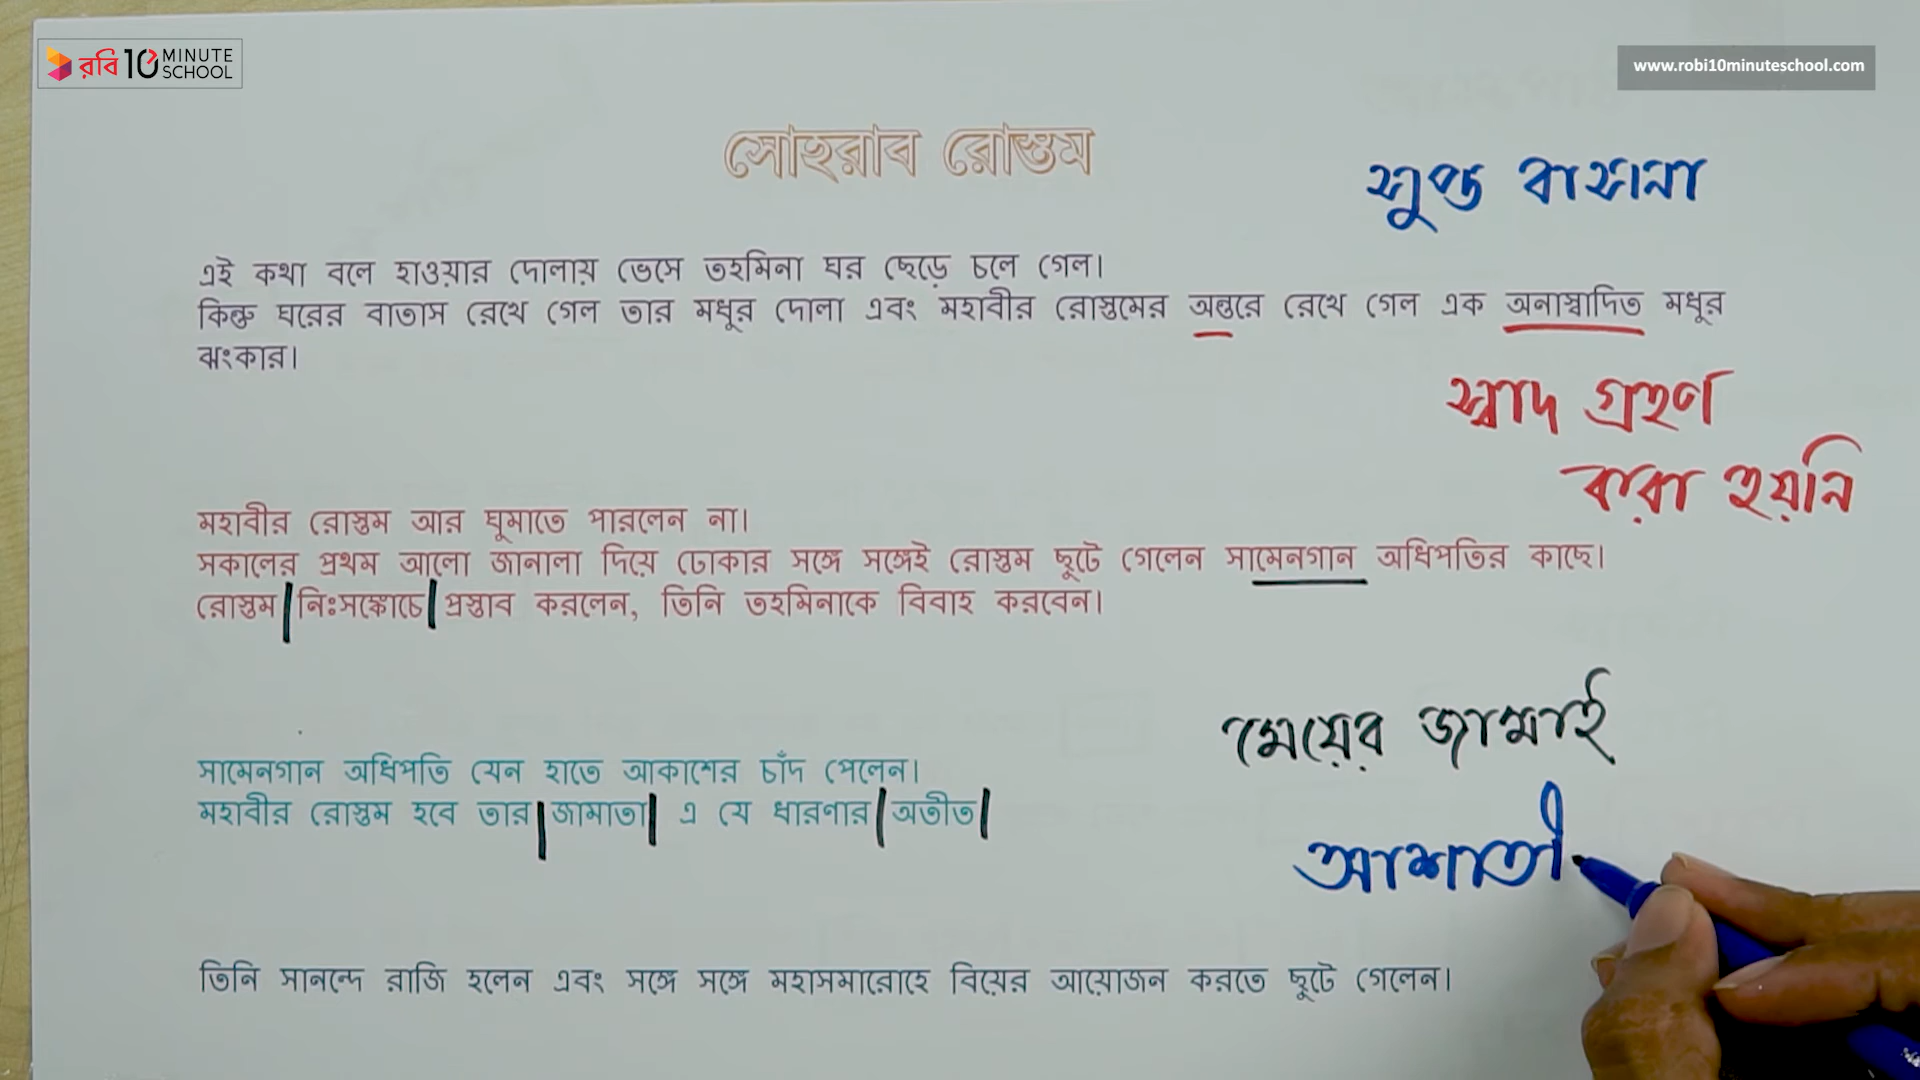 রবি 10 MINUTE SCHOOL
www.robi10minuteschool.com
সোহরাব রোস্তম
সুপ্ত বাসনা
এই কথা বলে হাওয়ার দোলায় ভেসে তহমিনা ঘর ছেড়ে চলে গেল।
কিন্তু ঘরের বাতাস রেখে গেল তার মধুর দোলা এবং মহাবীর রোস্তমের অন্তরে রেখে গেল এক অনাস্বাদিত মধুর
ঝংকার।
স্বাদ গ্রহণ
করা হয়নি
মহাবীর রোস্তম আর ঘুমাতে পারলেন না।
সকালের প্রথম আলো জানালা দিয়ে ঢোকার সঙ্গে সঙ্গেই রোস্তম ছুটে গেলেন সামেনগান অধিপতির কাছে।
রোস্তম নিঃসঙ্কোচে প্রস্তাব করলেন, তিনি তহমিনাকে বিবাহ করবেন।
মেয়ের জামাই
সামেনগান অধিপতি যেন হাতে আকাশের চাঁদ পেলেন।
মহাবীর রোস্তম হবে তার জামাতা এ যে ধারণার অতীত
আশাতী
তিনি সানন্দে রাজি হলেন এবং সঙ্গে সঙ্গে মহাসমারোহে বিয়ের আয়োজন করতে ছুটে গেলেন।